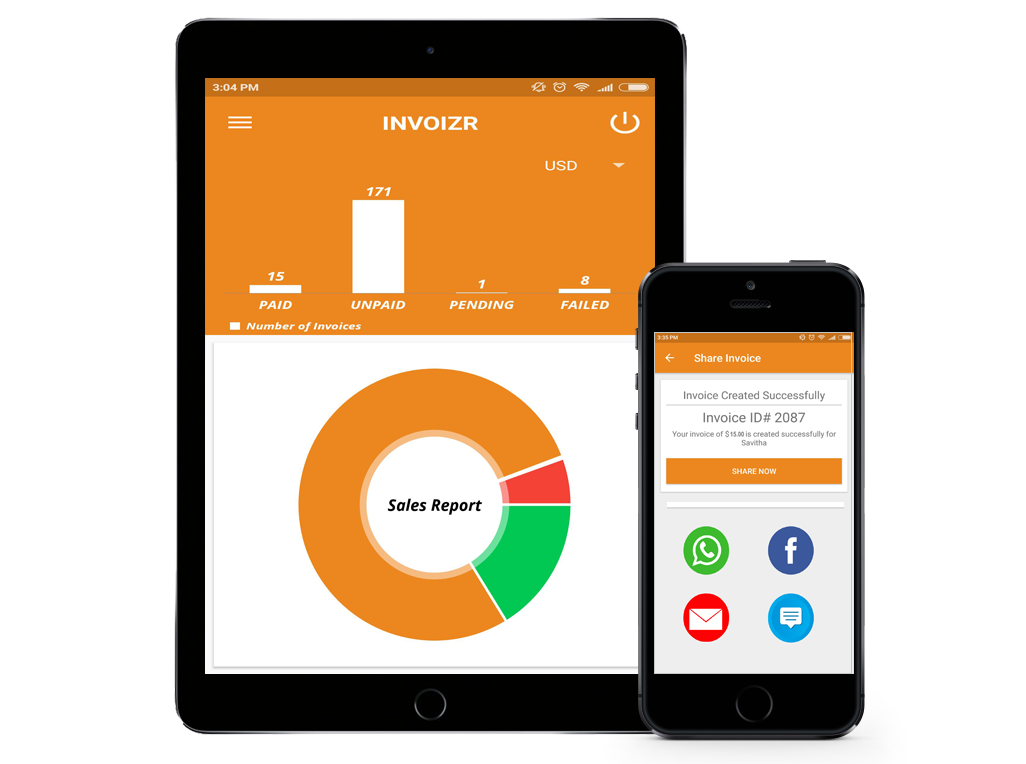 3:04 PM
INVOIZR
USD
171
15
1
8
PAID
UNPAID
PENDING
FAILED
Number of Invoices
Sales Report
3:35 PM
Share Invoice
Invoice Created Successfully
Invoice ID# 2087
Your invoice of $15.00 is created successfully for
Savitha
SHARE NOW
f